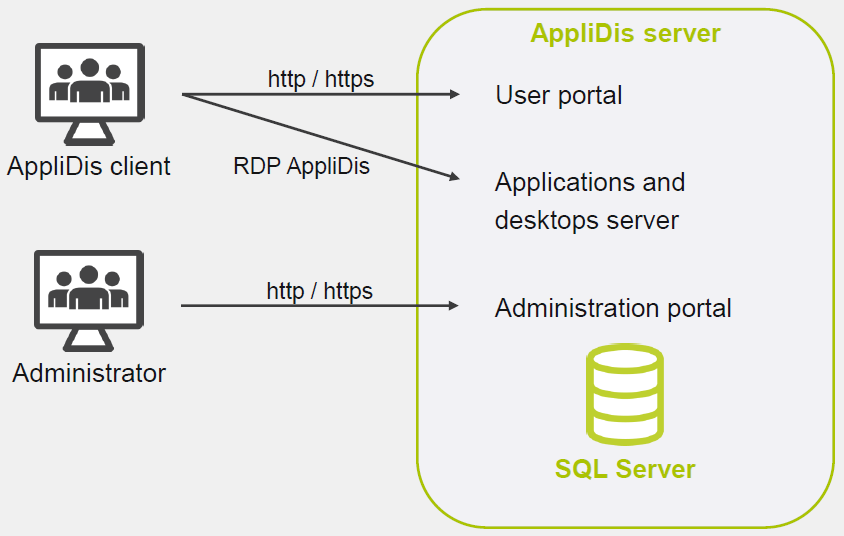 AppliDis server
http / https
User portal
AppliDis client
RDP AppliDis
Applications and
desktops server
http / https
Administration portal
Administrator
SQL Server